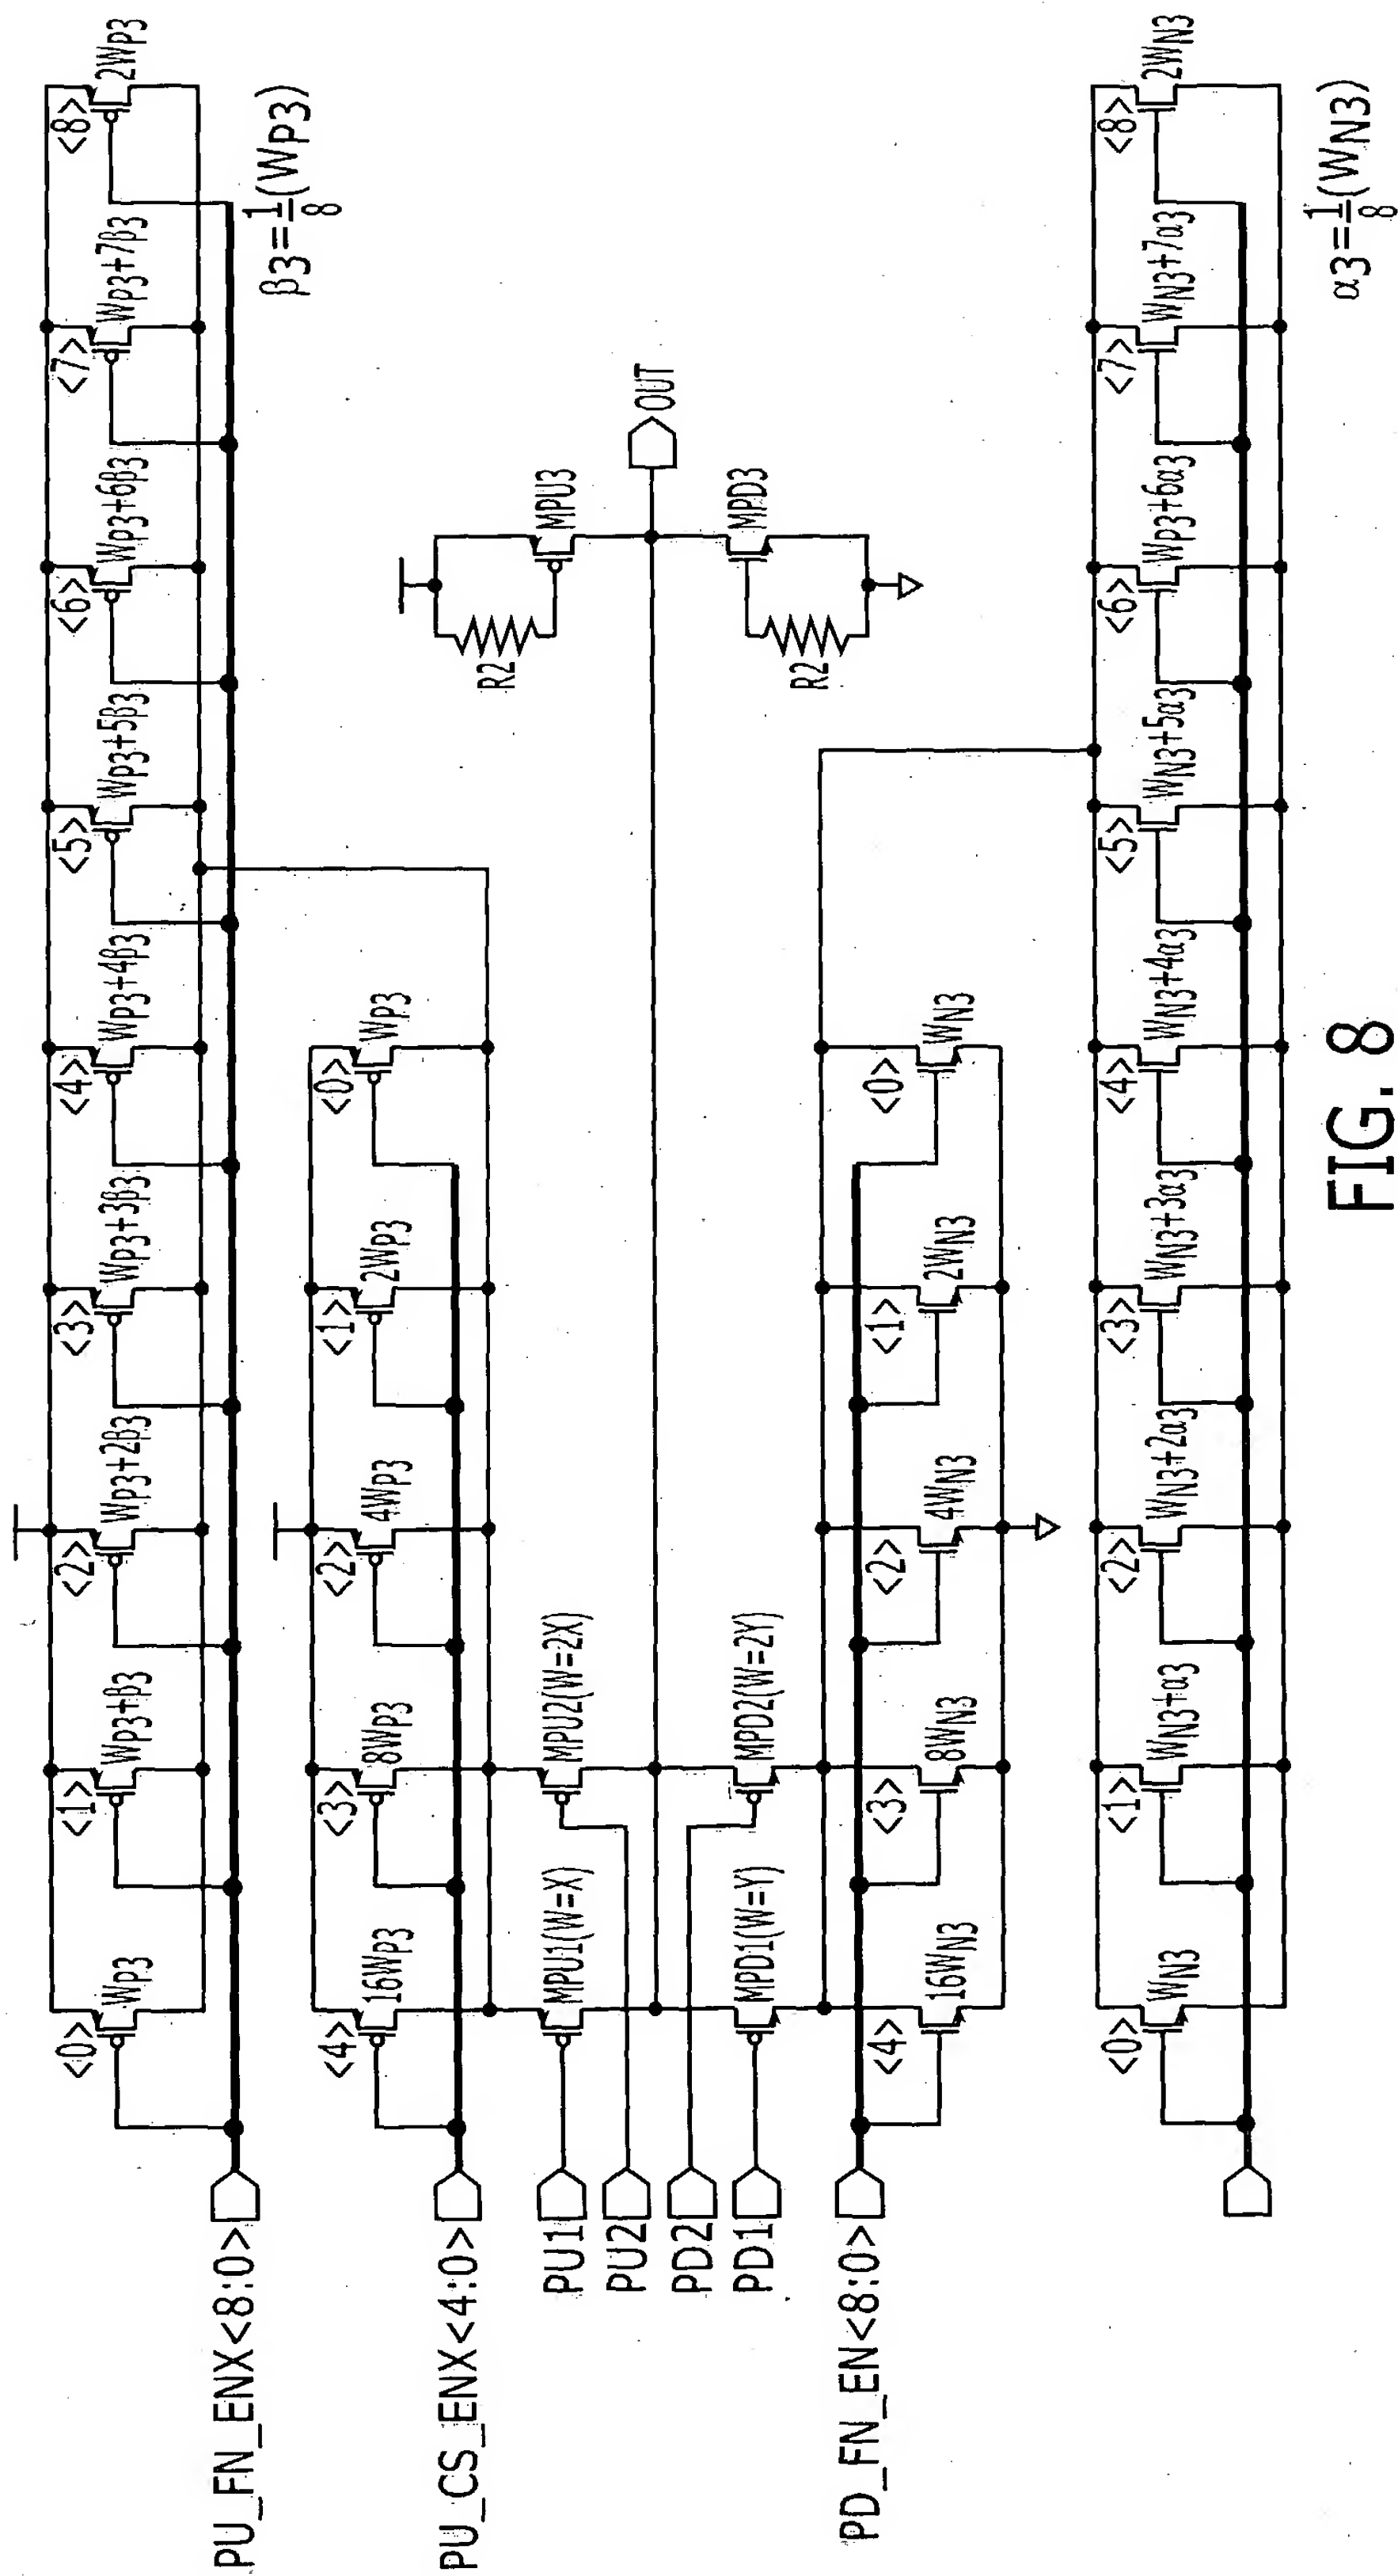 PU_FN_ENX<8:0>
<0> WP3
<1> WP3+β3
<2> WP3+2β3
<3> WP3+3β3
<4> WP3+4β3
<5> WP3+5β3
<6> WP3+6β3
<7> WP3+7β3
<8> 2WP3
β3=1/8(WP3)
PU_CS_ENX<4:0>
<4> 16WP3
<3> 8WP3
<2> 4WP3
<1> 2WP3
<0> WP3
PU1
MPU1(W=X)
PU2
MPU2(W=2X)
R2
MPU3
OUT
PD2
MPD2(W=2Y)
PD1
MPD1(W=Y)
R2
MPD3
PD_FN_EN<8:0>
<4> 16WN3
<3> 8WN3
<2> 4WN3
<1> 2WN3
<0> WN3
<0> WN3
<1> WN3+α3
<2> WN3+2α3
<3> WN3+3α3
<4> WN3+4α3
<5> WN3+5α3
<6> WP3+6α3
<7> WN3+7α3
<8> 2WN3
α3=1/8(WN3)
FIG. 8